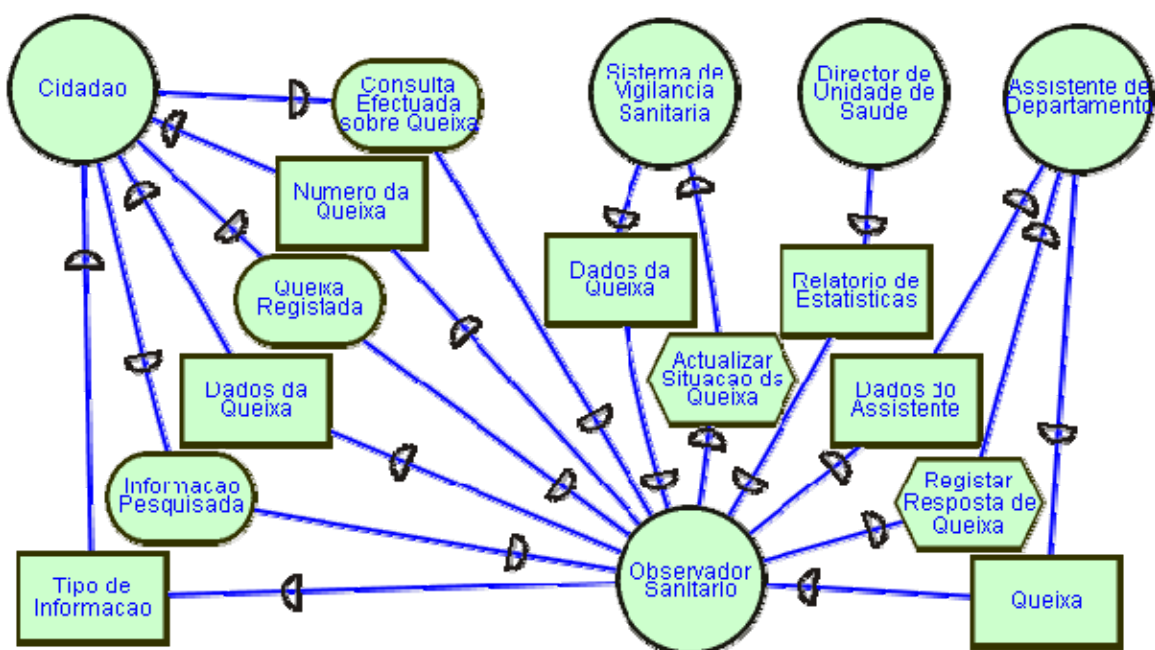 Cidadao
Consulta
Efectuada
sobre Queixa
Sistema de
Vigilancia
Sanitaria
Director de
Unidade de
Saude
Assistente de
Departamento
Numero da
Queixa
Queixa
Registada
Dados da
Queixa
Relatorio de
Estatisticas
Dados da
Queixa
Actualizar
Situacao da
Queixa
Dados do
Assistente
Informacao
Pesquisada
Registar
Resposta de
Queixa
Tipo de
Informacao
Observador
Sanitario
Queixa